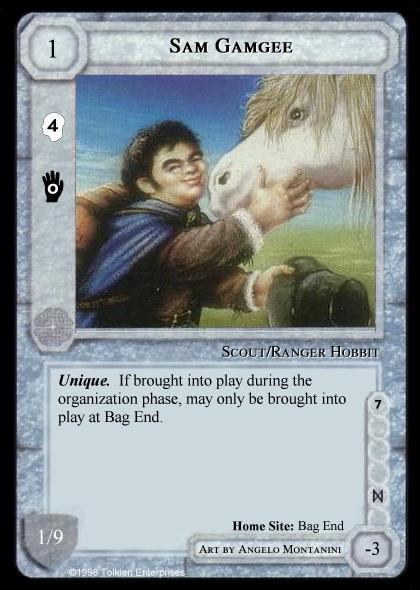 1
SAM GAMGEE
4
SCOUT/RANGER HOBBIT
Unique. If brought into play during the
organization phase, may only be brought into
play at Bag End.
7
Home Site: Bag End
1/9
ART BY ANGELO MONTANINI
-3
©1998 Tolkien Enterprises